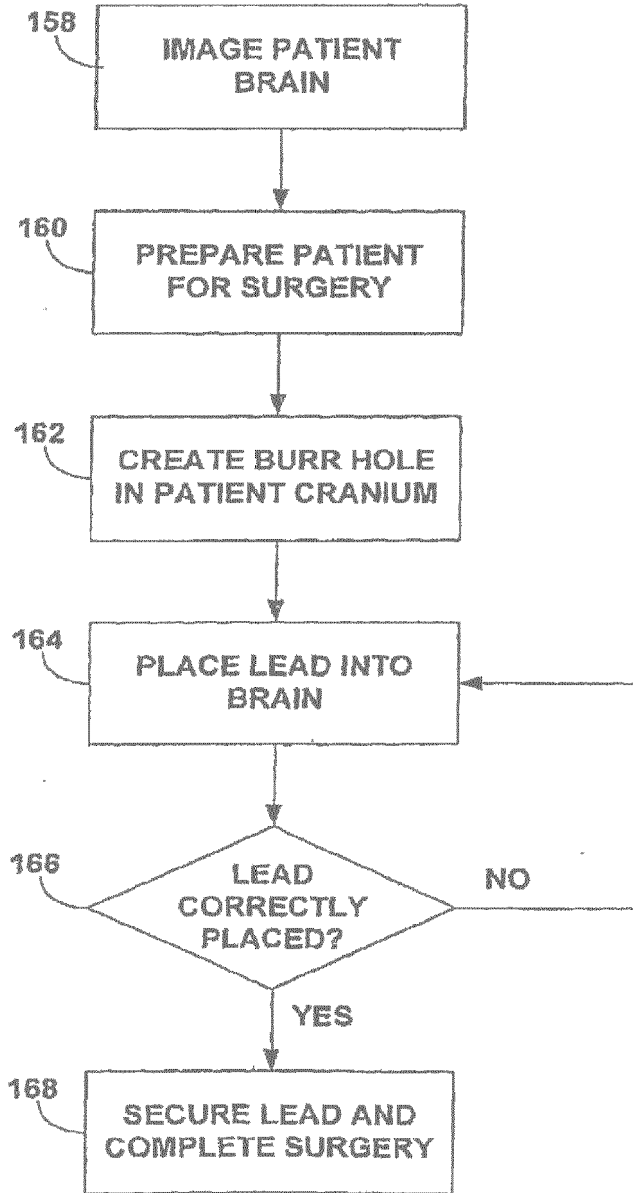 158
IMAGE PATIENT
BRAIN
160
PREPARE PATIENT
FOR SURGERY
162
CREATE BURR HOLE
IN PATIENT CRANIUM
164
PLACE LEAD INTO
BRAIN
166
LEAD
CORRECTLY
PLACED?
NO
YES
168
SECURE LEAD AND
COMPLETE SURGERY